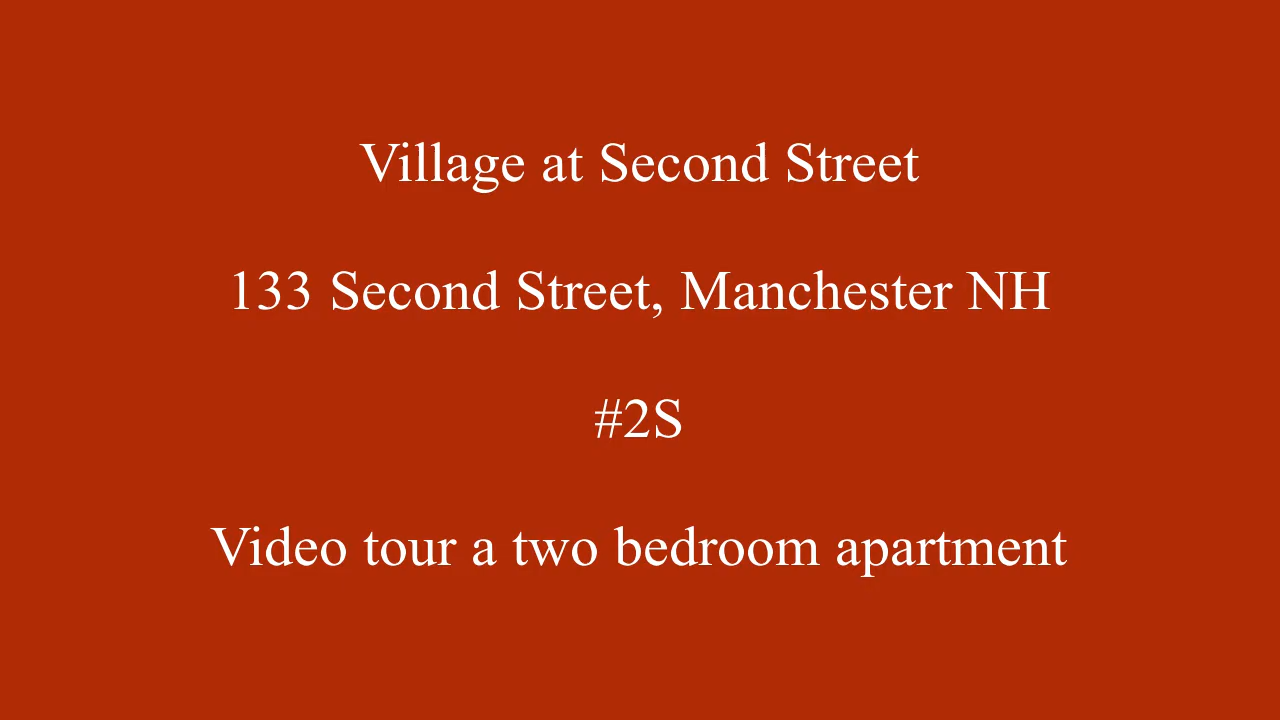 Village at Second Street
133 Second Street, Manchester NH
#2S
Video tour a two bedroom apartment